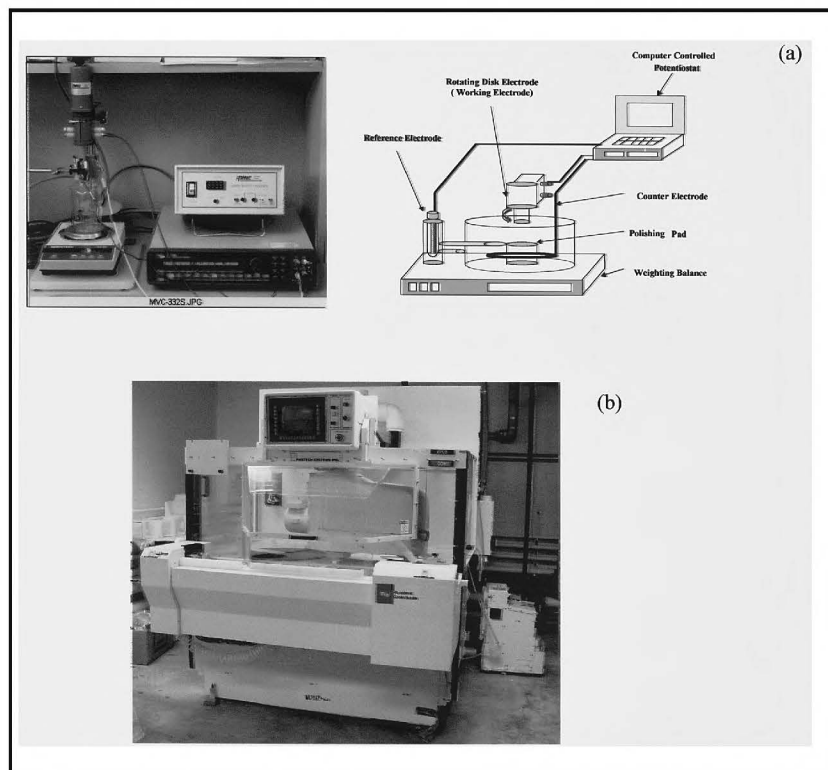 (a)
Computer Controlled
Potentiostat
Rotating Disk Electrode
( Working Electrode)
Reference Electrode
Counter Electrode
Polishing Pad
Weighting Balance
MVC-332S.JPG
(b)